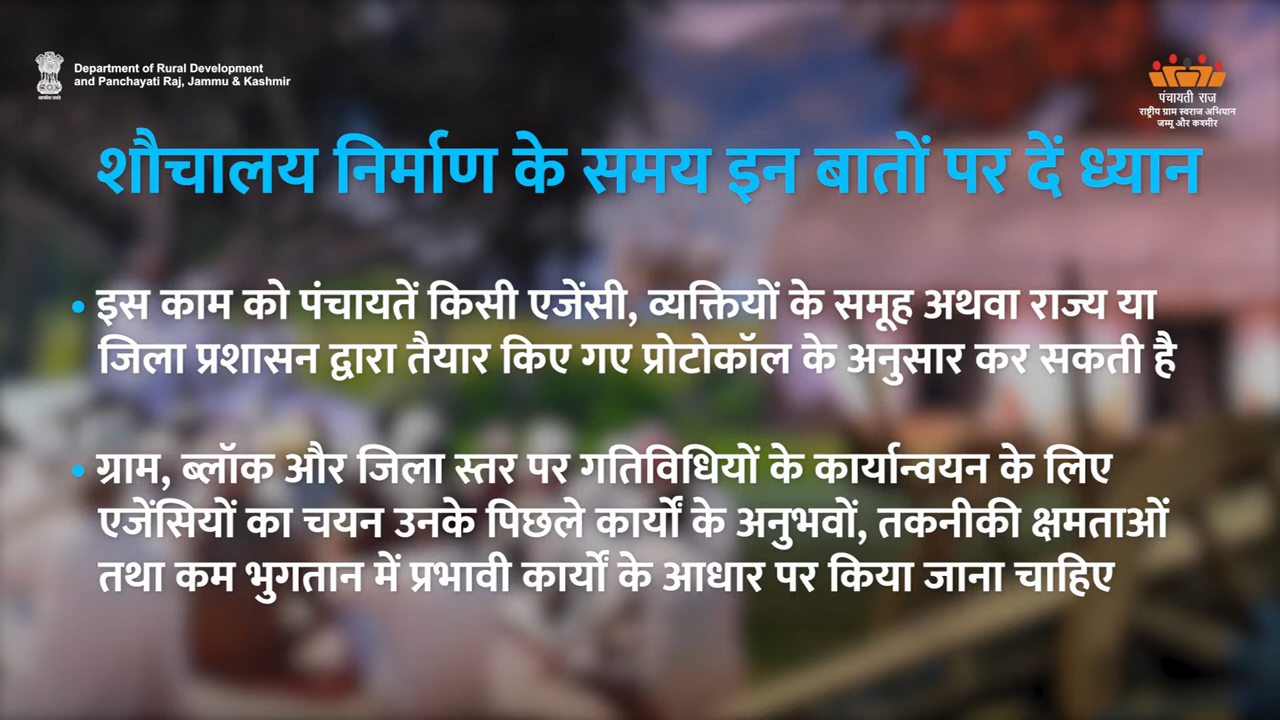 Department of Rural Development
and Panchayati Raj, Jammu & Kashmir
पंचायती राज
राष्ट्रीय ग्राम स्वराज अभियान
जम्मू और कश्मीर
शौचालय निर्माण के समय इन बातों पर दें ध्यान
• इस काम को पंचायतें किसी एजेंसी, व्यक्तियों के समूह अथवा राज्य या
जिला प्रशासन द्वारा तैयार किए गए प्रोटोकॉल के अनुसार कर सकती है
• ग्राम, ब्लॉक और जिला स्तर पर गतिविधियों के कार्यान्वयन के लिए
एजेंसियों का चयन उनके पिछले कार्यों के अनुभवों, तकनीकी क्षमताओं
तथा कम भुगतान में प्रभावी कार्यों के आधार पर किया जाना चाहिए